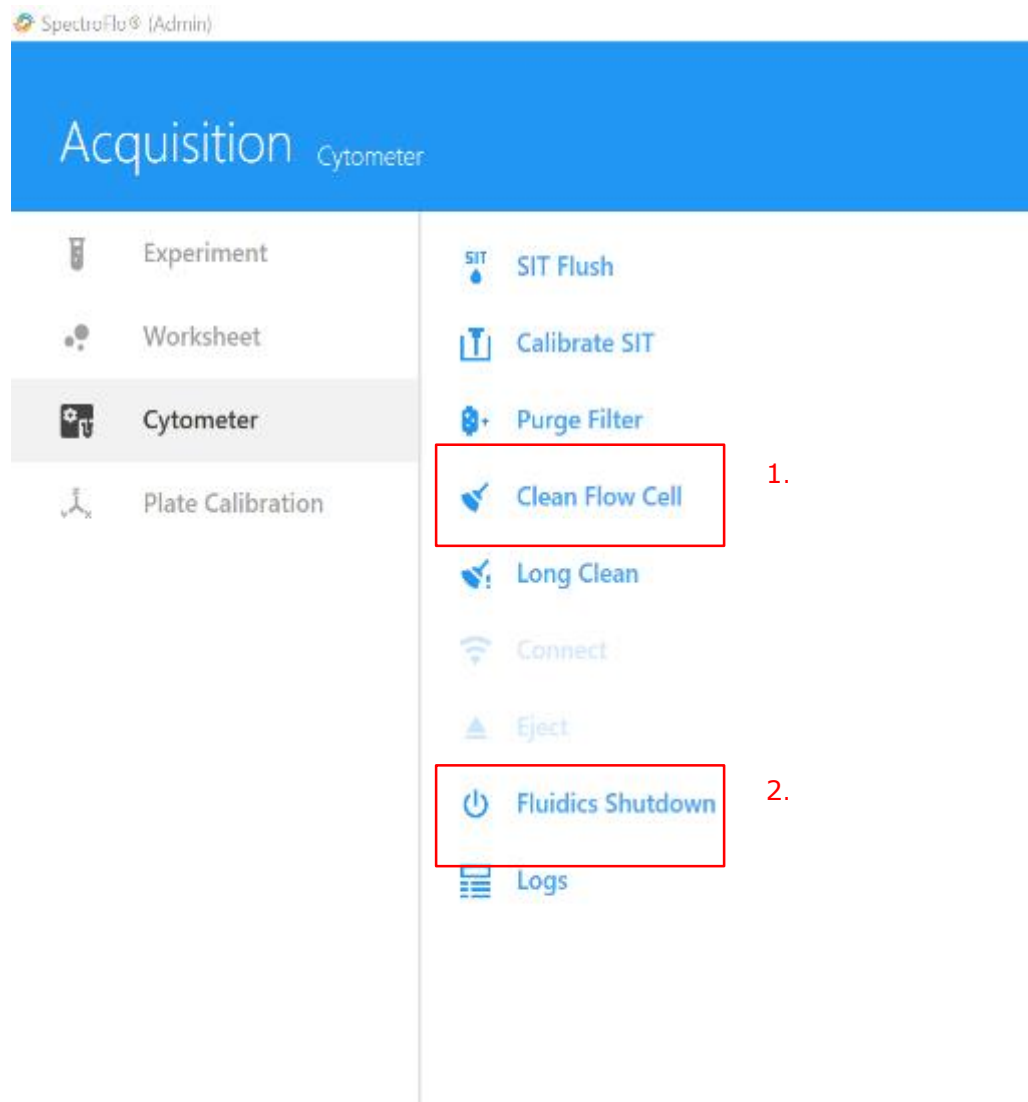 SpectroFlo® (Admin)
Acquisition Cytometer
Experiment
Worksheet
Cytometer
Plate Calibration
SIT
SIT Flush
Calibrate SIT
Purge Filter
Clean Flow Cell
1.
Long Clean
Connect
Eject
Fluidics Shutdown
2.
Logs